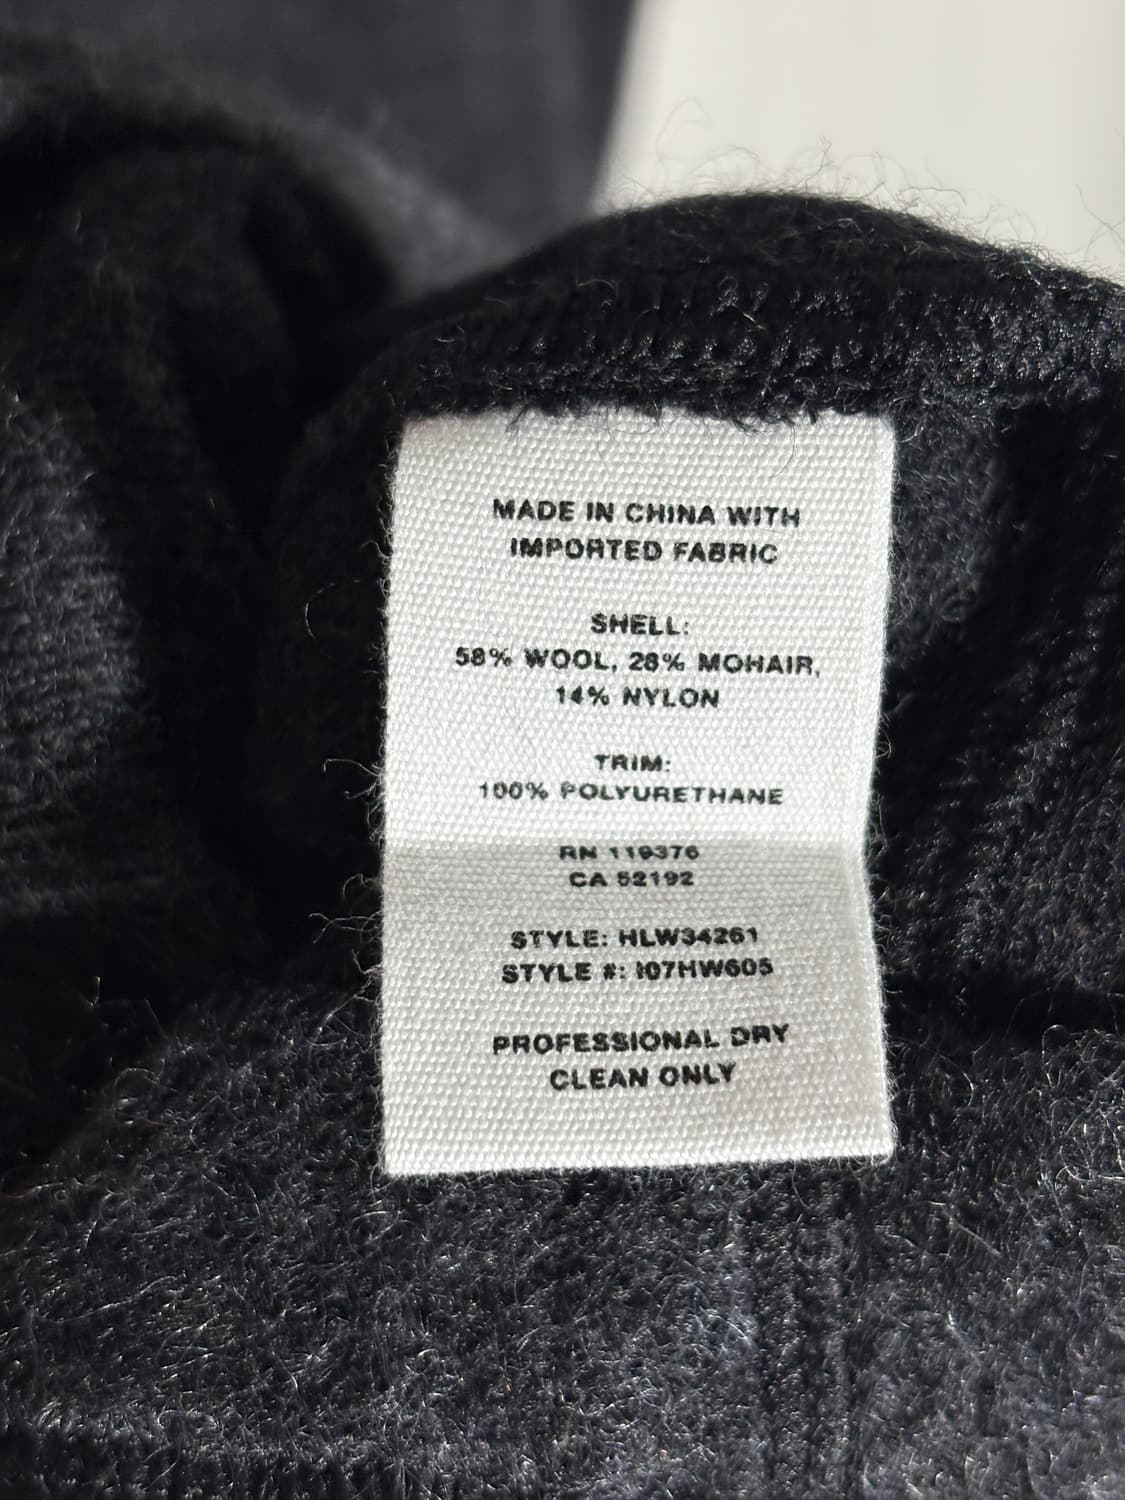 MADE IN CHINA WITH
IMPORTED FABRIC
SHELL:
58% WOOL, 28% MOHAIR,
14% NYLON
TRIM:
100% POLYURETHANE
RN 119376
CA 52192
STYLE: HLW34261
STYLE #: I07HW605
PROFESSIONAL DRY
CLEAN ONLY